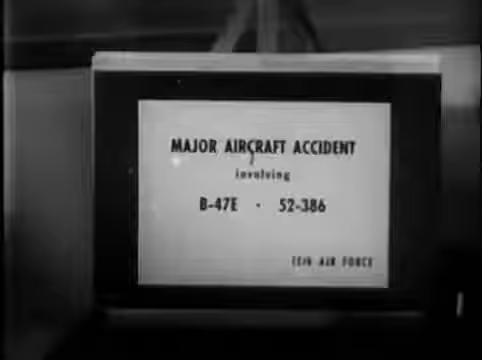 MAJOR AIRCRAFT ACCIDENT
involving
B-47E - 52-386
AIR FORCE